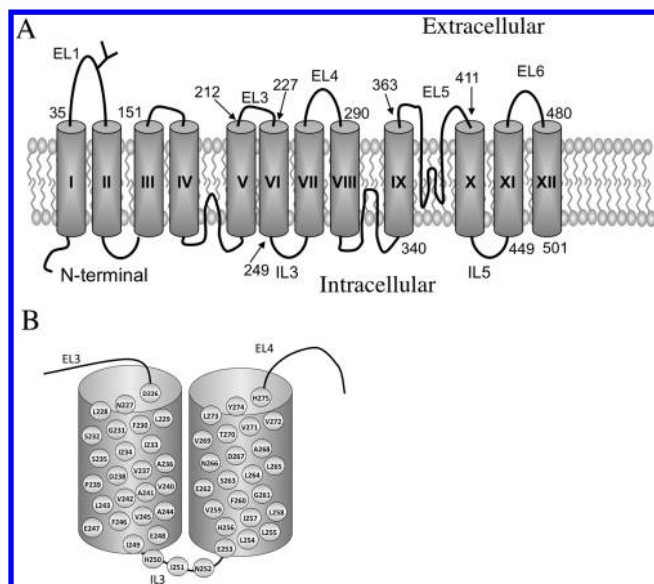 A
Extracellular
EL1
EL3
EL4
EL5
EL6
35
151
212
227
290
363
411
480
I
II
III
IV
V
VI
VII
VIII
IX
X
XI
XII
N-terminal
249
IL3
340
IL5
449
501
Intracellular
B
EL3
EL4
D226
N227
L228
L229
F230
G231
S232
I233
I234
S235
A236
V237
D238
P239
V240
A241
V242
L243
A244
V245
F246
E247
E248
I249
H250
I251
N252
IL3
H275
Y274
L273
V272
V271
T270
V269
A268
D267
N266
L265
L264
S263
E262
G261
F260
V259
L258
I257
H256
L255
L254
E253